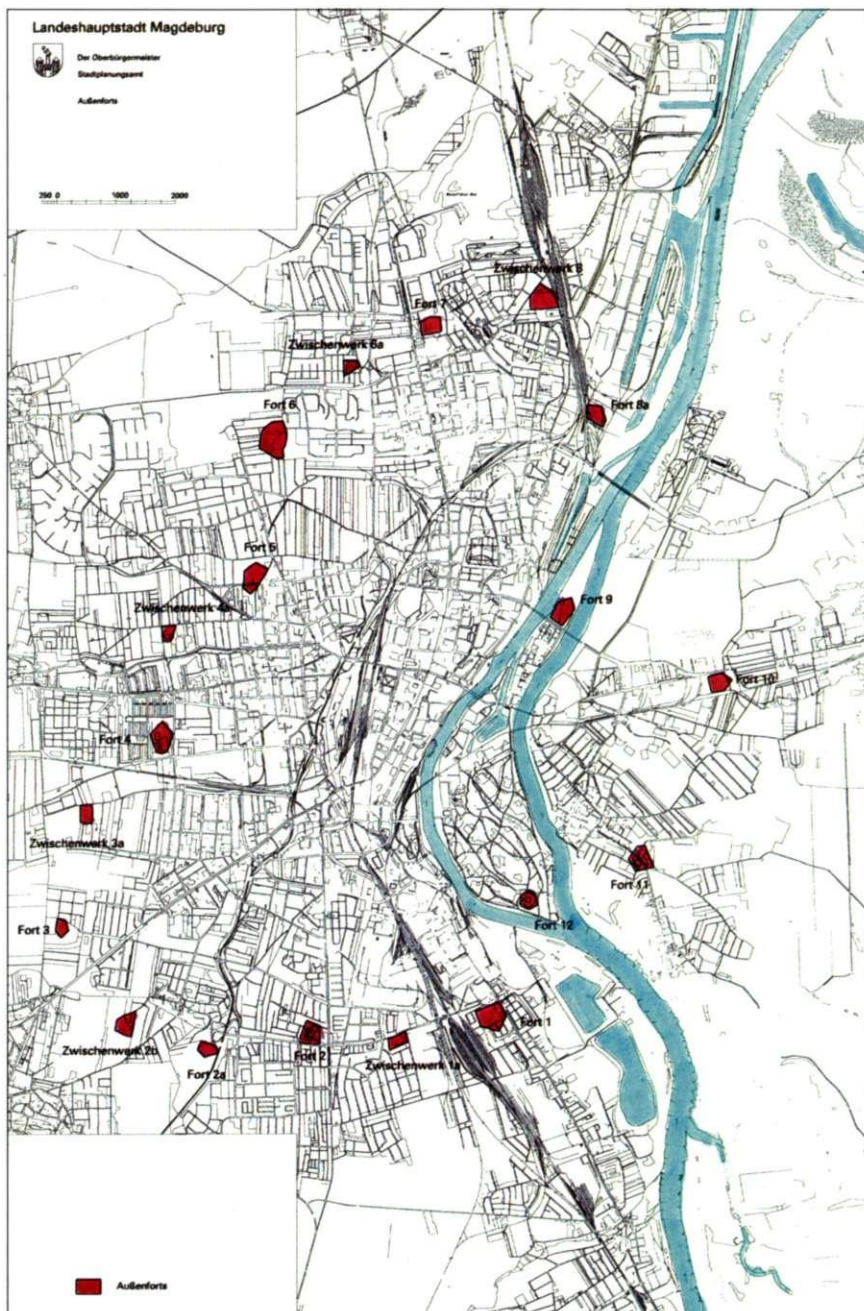 Landeshauptstadt Magdeburg
Der Oberbürgermeister
Stadtplanungsamt
Außenforts
250 0 1000 2000
Zwischenwerk 8
Fort 7
Zwischenwerk 6a
Fort 6
Fort 8a
Fort 5
Zwischenwerk 4a
Fort 9
Fort 10
Fort 4
Zwischenwerk 3a
Fort 11
Fort 3
Fort 12
Fort 1
Zwischenwerk 2b
Fort 2a
Fort 2
Zwischenwerk 1a
Außenforts